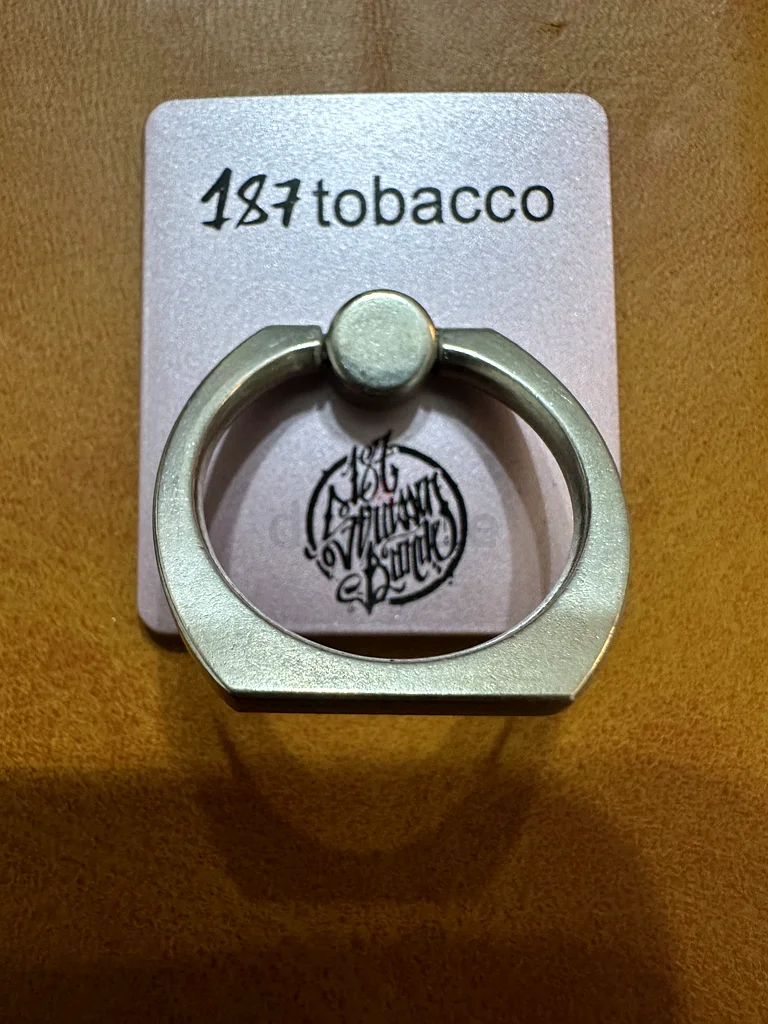 187 tobacco
187
Strassen
Bande